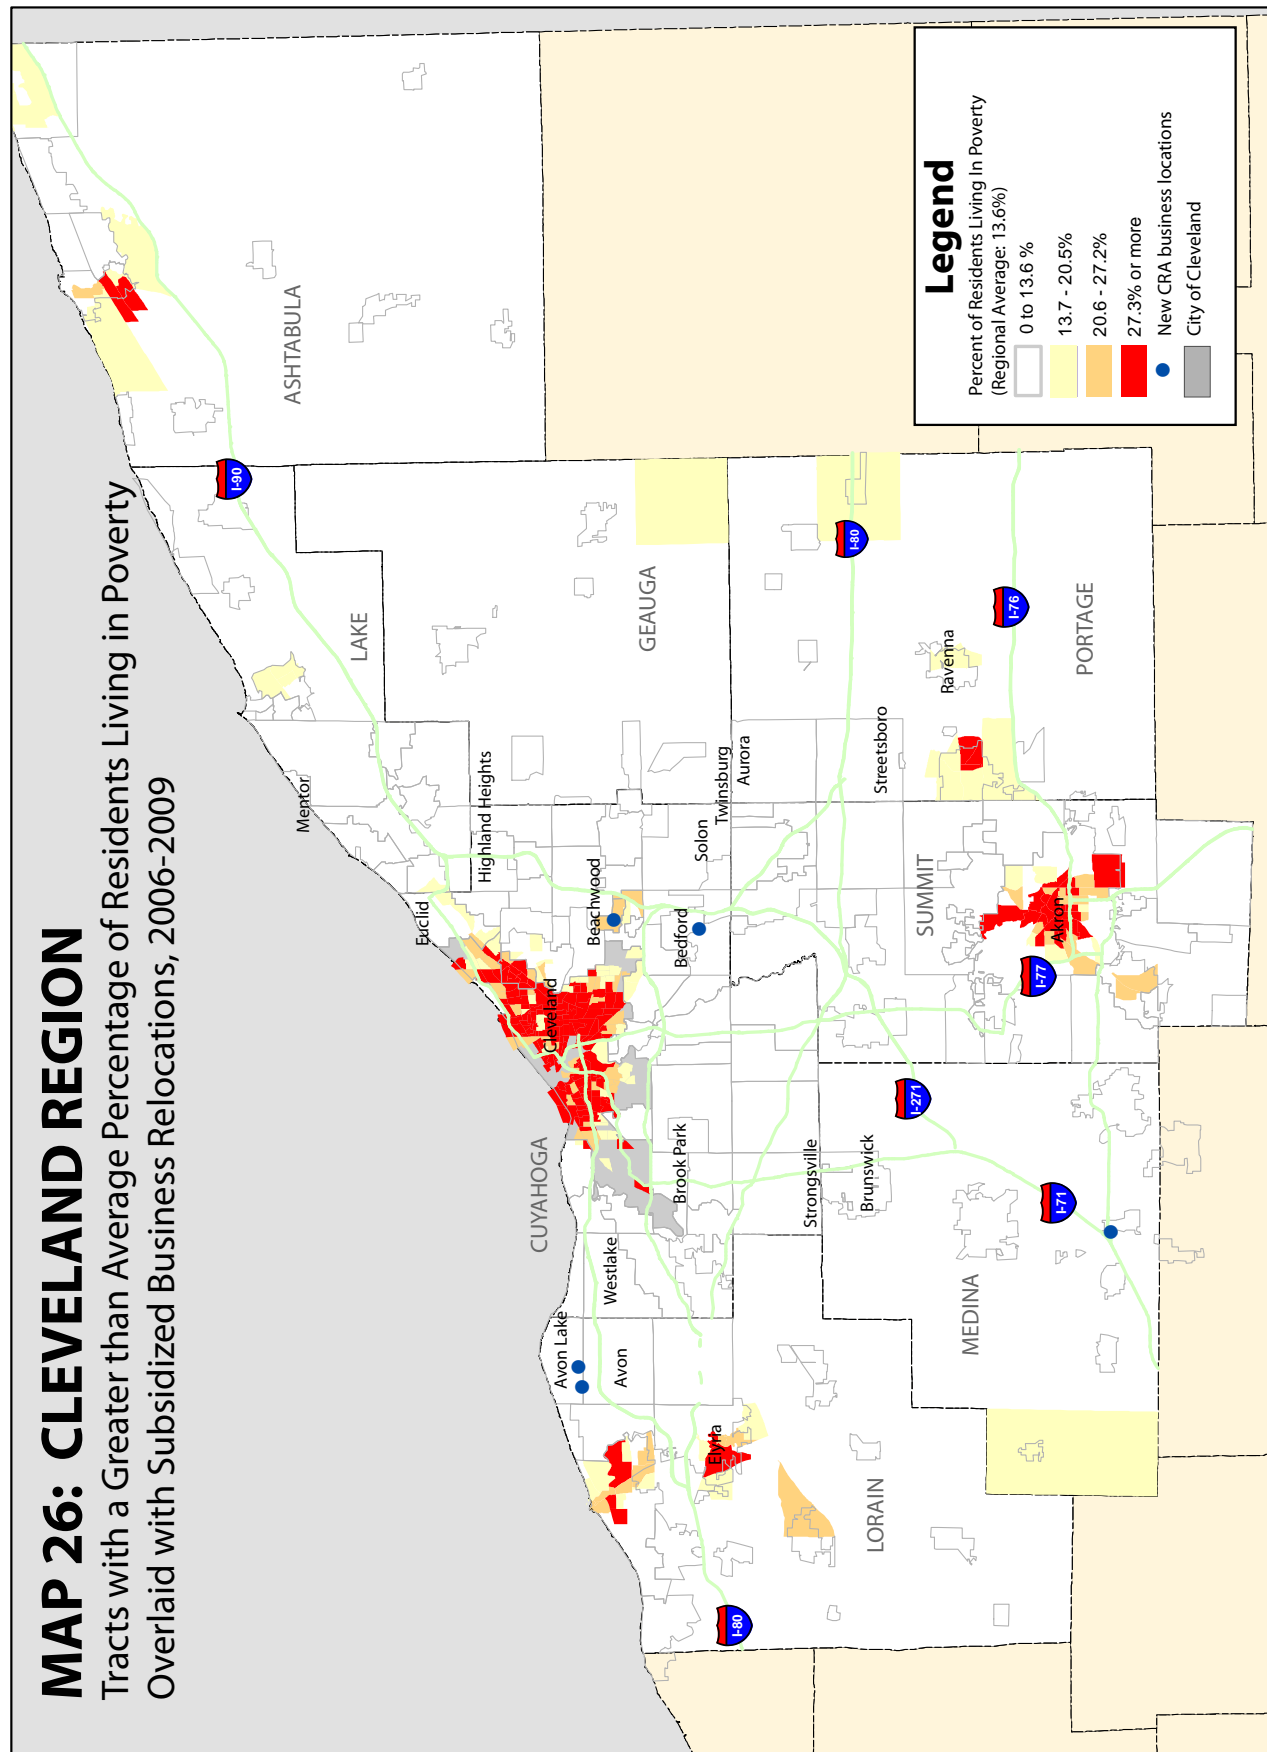 MAP 26: CLEVELAND REGION
Tracts with a Greater than Average Percentage of Residents Living in Poverty
Overlaid with Subsidized Business Relocations, 2006-2009
Legend
Percent of Residents Living In Poverty
(Regional Average: 13.6%)
0 to 13.6 %
13.7 - 20.5%
20.6 - 27.2%
27.3% or more
New CRA business locations
City of Cleveland
ASHTABULA
I-90
LAKE
Mentor
GEAUGA
Highland Heights
Euclid
CUYAHOGA
Cleveland
Beachwood
Bedford
Solon
Twinsburg
Aurora
Streetsboro
I-80
Ravenna
I-76
PORTAGE
SUMMIT
Akron
I-77
I-271
Brook Park
Strongsville
Brunswick
I-71
MEDINA
Westlake
Avon Lake
Avon
Elyria
LORAIN
I-80